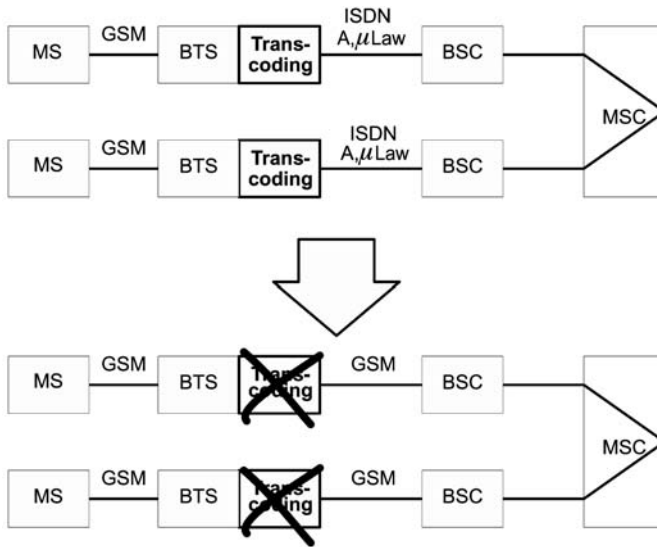 MS GSM BTS Trans-
coding ISDN
A,μLaw BSC MSC
MS GSM BTS Trans-
coding ISDN
A,μLaw BSC
MS GSM BTS Trans-
coding GSM BSC MSC
MS GSM BTS Trans-
coding GSM BSC